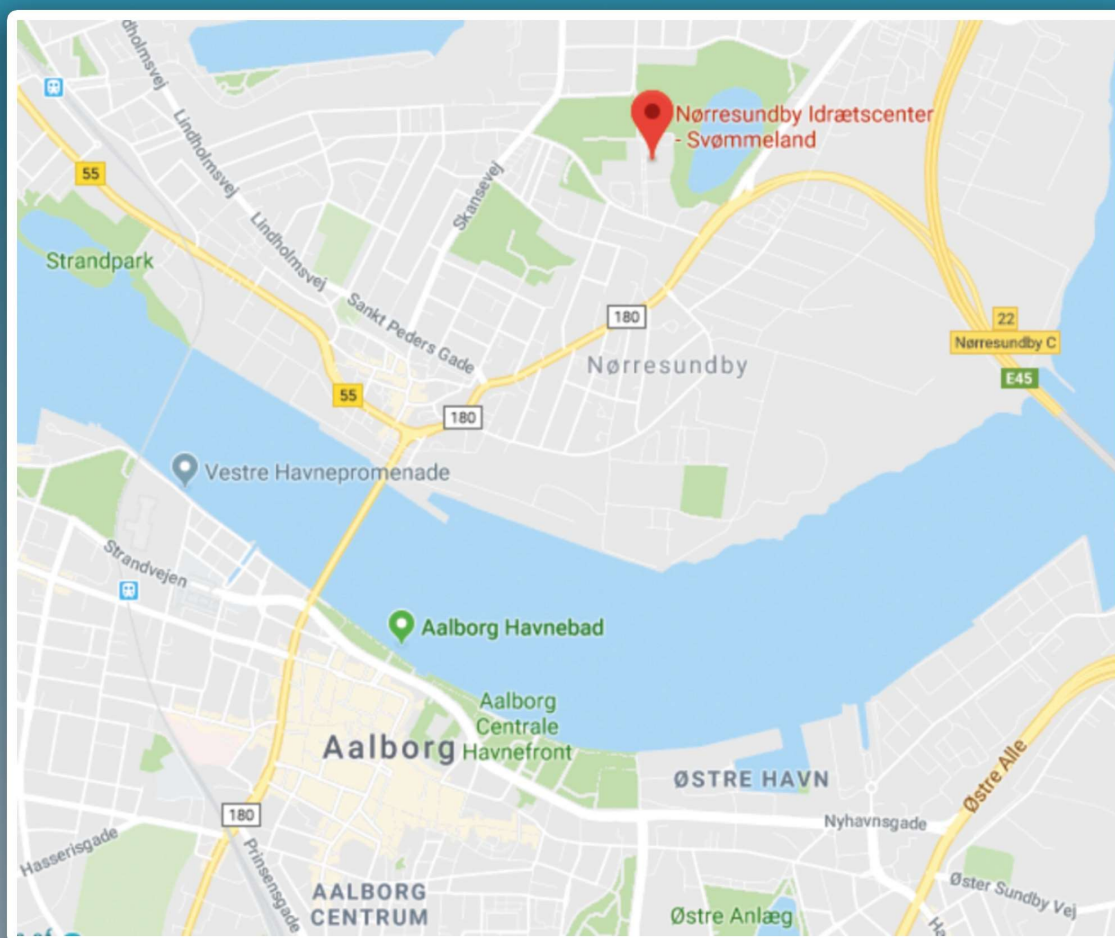 dholmsvej
Lindholmsvej
Lindholmsvej
55
Skansevej
Nørresundby Idrætscenter
- Svømmeland
Strandpark
Sankt Peders Gade
180
22
Nørresundby C
E45
Nørresundby
55
180
Vestre Havnepromenade
Strandvejen
Aalborg Havnebad
Aalborg
Centrale
Havnefront
Aalborg
ØSTRE HAVN
Østre Alle
180
Nyhavnsgade
Hasserisgade
Prinsensgade
AALBORG
CENTRUM
Øster Sundby Vej
Østre Anlæg
Ha